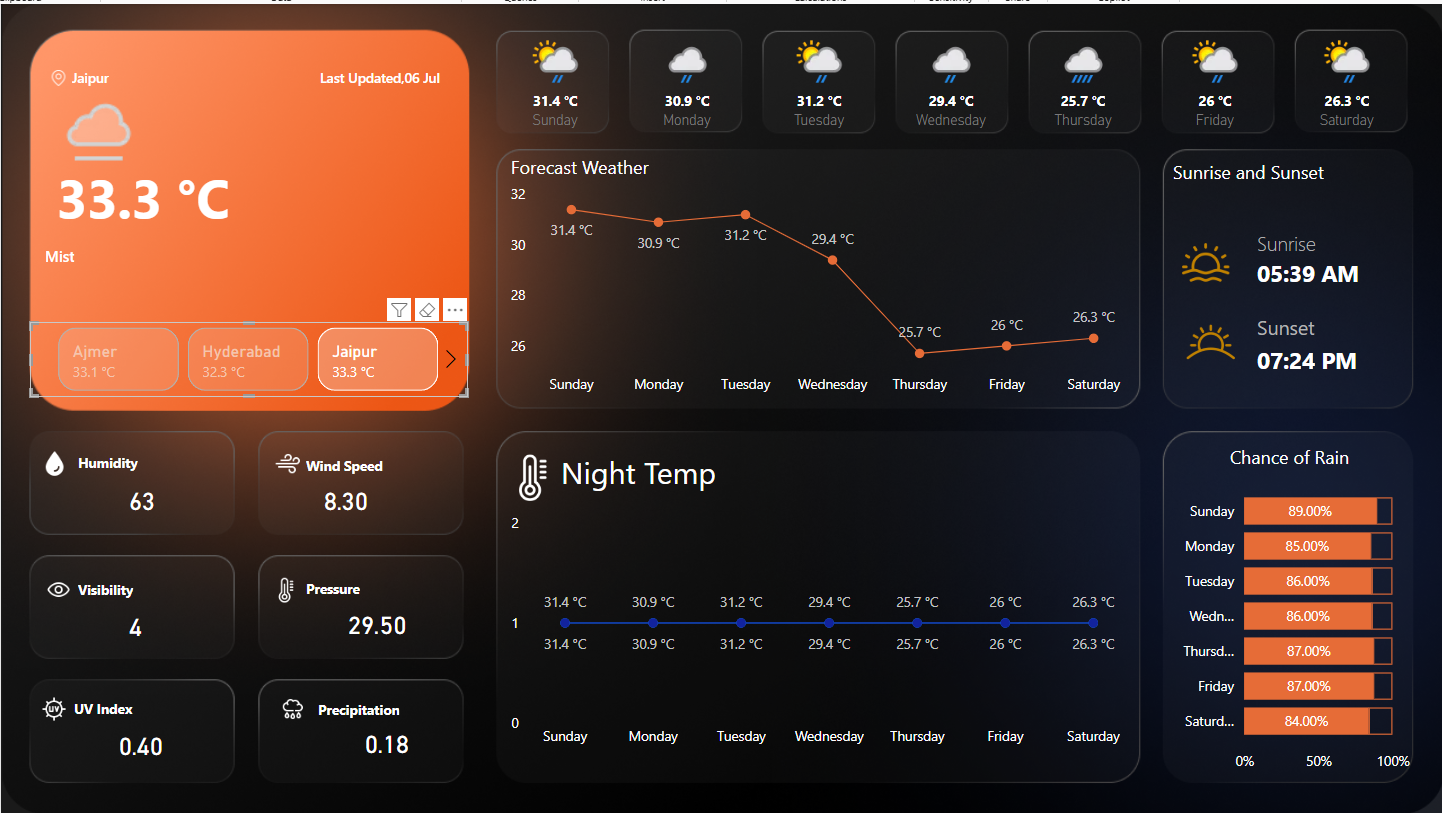 Jaipur
Last Updated,06 Jul
33.3 °C
Mist
Ajmer
33.1 °C
Hyderabad
32.3 °C
Jaipur
33.3 °C
31.4 °C
Sunday
30.9 °C
Monday
31.2 °C
Tuesday
29.4 °C
Wednesday
25.7 °C
Thursday
26 °C
Friday
26.3 °C
Saturday
Forecast Weather
32
30
28
26
31.4 °C
30.9 °C
31.2 °C
29.4 °C
25.7 °C
26 °C
26.3 °C
Sunday Monday Tuesday Wednesday Thursday Friday Saturday
Sunrise and Sunset
Sunrise
05:39 AM
Sunset
07:24 PM
Humidity
63
Wind Speed
8.30
Visibility
4
Pressure
29.50
UV
UV Index
0.40
Precipitation
0.18
Night Temp
2
1
0
31.4 °C 30.9 °C 31.2 °C 29.4 °C 25.7 °C 26 °C 26.3 °C
31.4 °C 30.9 °C 31.2 °C 29.4 °C 25.7 °C 26 °C 26.3 °C
Sunday Monday Tuesday Wednesday Thursday Friday Saturday
Chance of Rain
Sunday 89.00%
Monday 85.00%
Tuesday 86.00%
Wedn... 86.00%
Thursd... 87.00%
Friday 87.00%
Saturd... 84.00%
0% 50% 100%